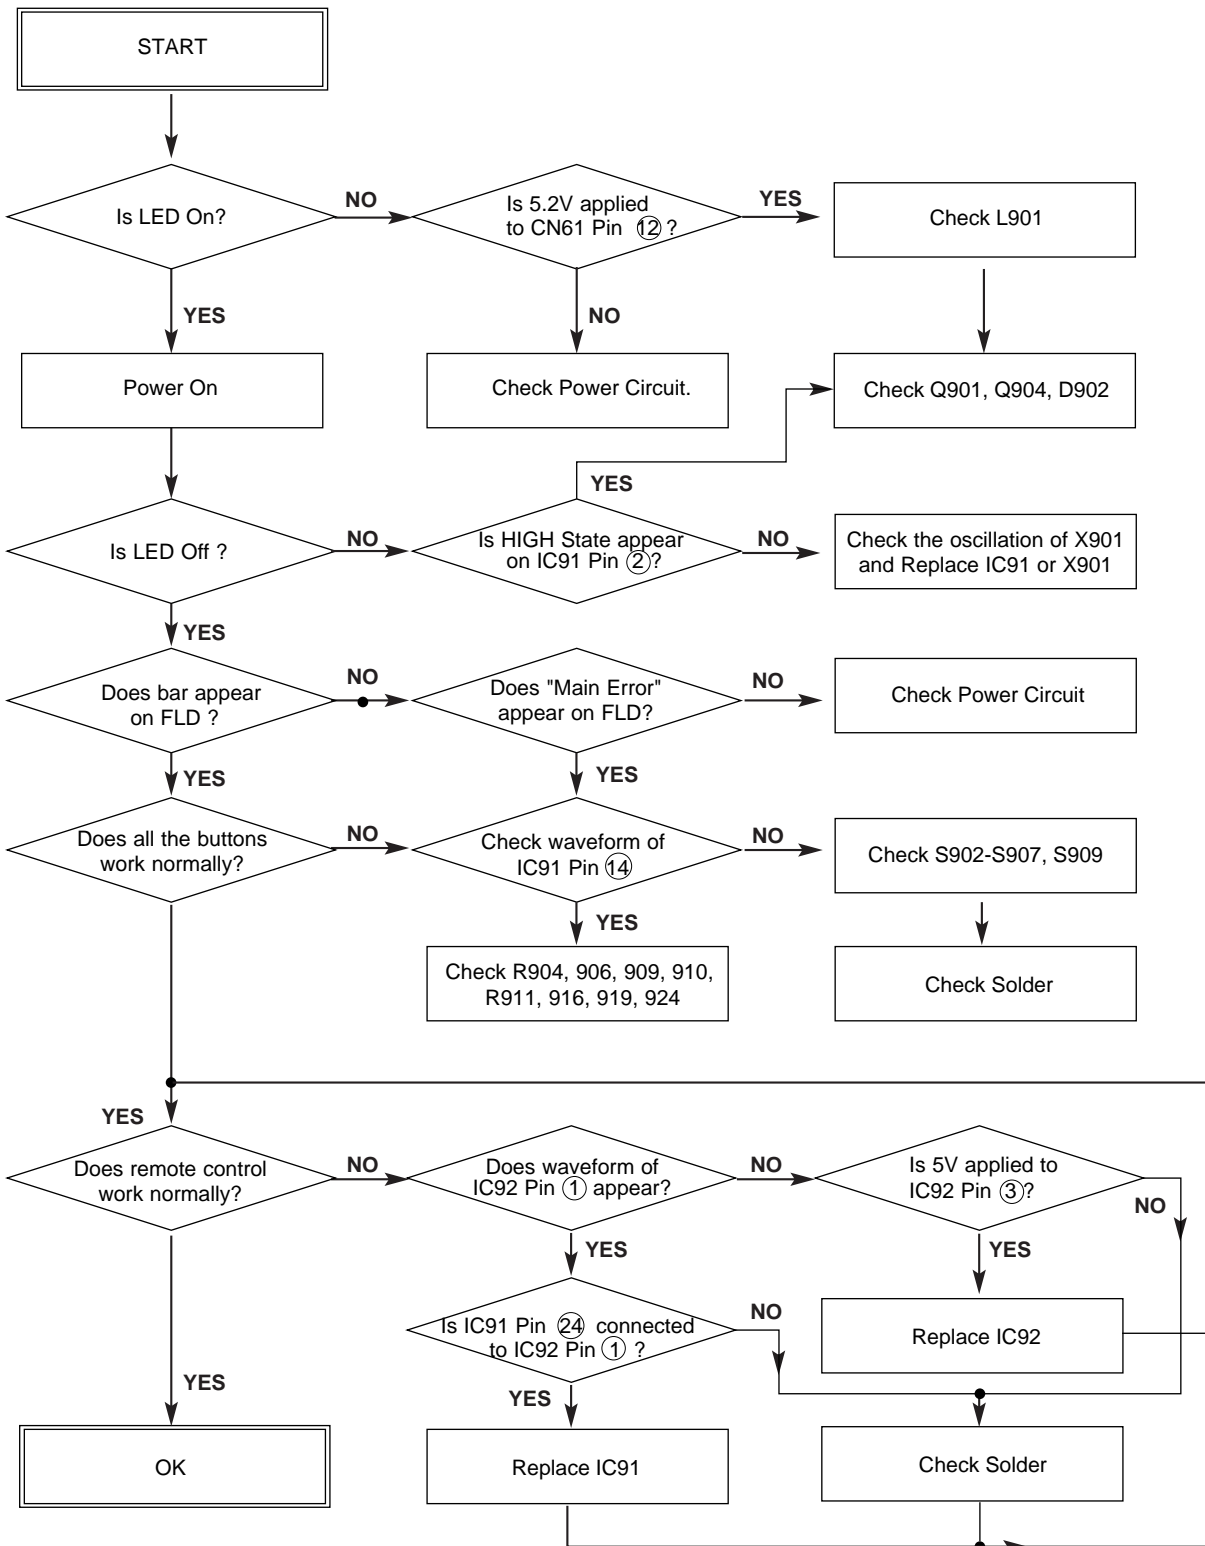 START
Is LED On?
NO
Is 5.2V applied
to CN61 Pin 12 ?
YES
Check L901
YES
NO
Power On
Check Power Circuit.
Check Q901, Q904, D902
YES
Is LED Off ?
NO
Is HIGH State appear
on IC91 Pin 2?
NO
Check the oscillation of X901
and Replace IC91 or X901
YES
Does bar appear
on FLD ?
NO
Does "Main Error"
appear on FLD?
NO
Check Power Circuit
YES
YES
Does all the buttons
work normally?
NO
Check waveform of
IC91 Pin 14
NO
Check S902-S907, S909
YES
Check R904, 906, 909, 910,
R911, 916, 919, 924
Check Solder
YES
Does remote control
work normally?
NO
Does waveform of
IC92 Pin 1 appear?
NO
Is 5V applied to
IC92 Pin 3?
NO
YES
YES
Is IC91 Pin 24 connected
to IC92 Pin 1 ?
NO
Replace IC92
YES
YES
OK
Replace IC91
Check Solder